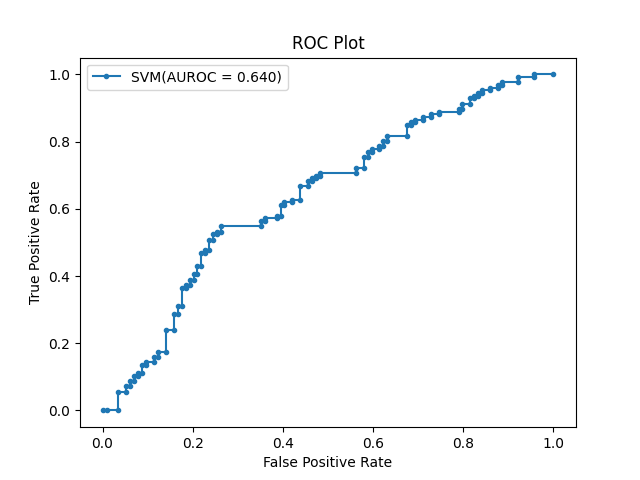 ROC Plot
SVM(AUROC = 0.640)
True Positive Rate
1.0
0.8
0.6
0.4
0.2
0.0
0.0 0.2 0.4 0.6 0.8 1.0
False Positive Rate